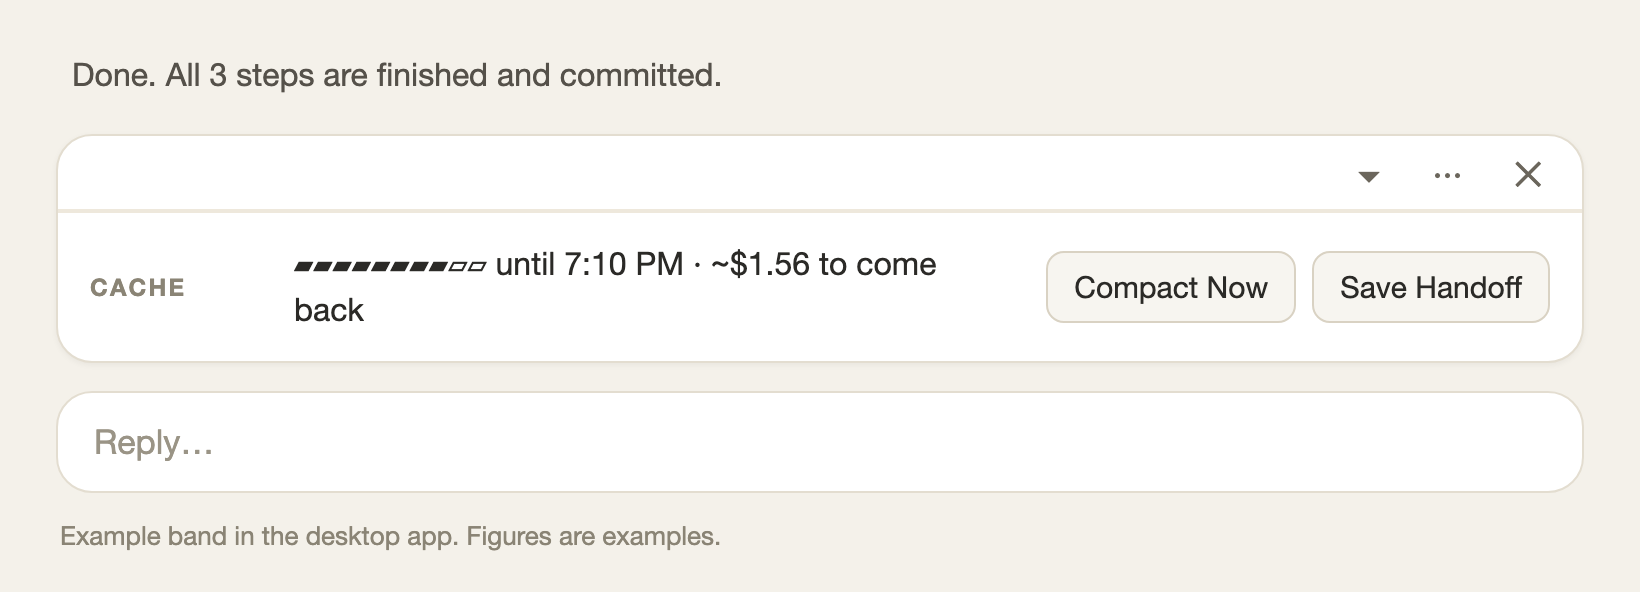 Done. All 3 steps are finished and committed.
CACHE
▰▰▰▰▰▰▰▰▱▱ until 7:10 PM · ~$1.56 to come
back
Compact Now
Save Handoff
Reply…
Example band in the desktop app. Figures are examples.